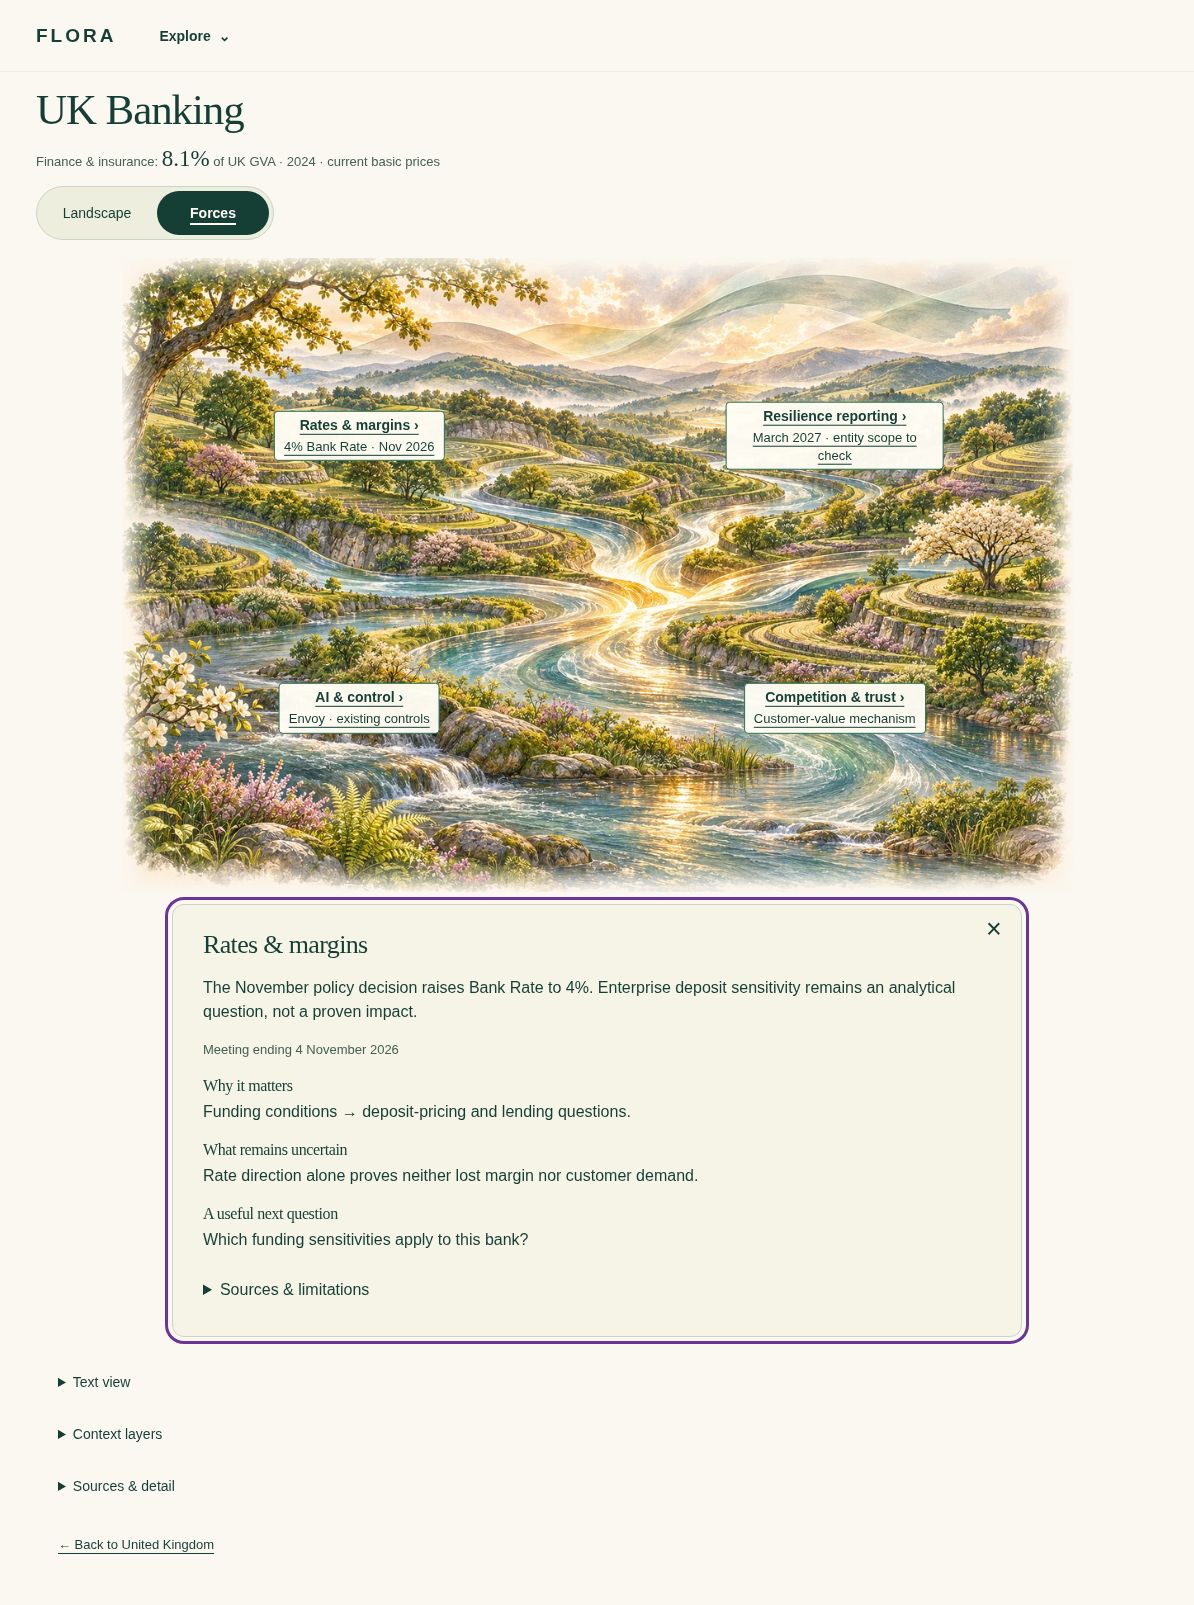 FLORA
Explore ⌄
UK Banking
Finance & insurance: 8.1% of UK GVA · 2024 · current basic prices
Landscape
Forces
Rates & margins ›
4% Bank Rate · Nov 2026
Resilience reporting ›
March 2027 · entity scope to
check
AI & control ›
Envoy · existing controls
Competition & trust ›
Customer-value mechanism
×
Rates & margins
The November policy decision raises Bank Rate to 4%. Enterprise deposit sensitivity remains an analytical
question, not a proven impact.
Meeting ending 4 November 2026
Why it matters
Funding conditions → deposit-pricing and lending questions.
What remains uncertain
Rate direction alone proves neither lost margin nor customer demand.
A useful next question
Which funding sensitivities apply to this bank?
▶ Sources & limitations
▶ Text view
▶ Context layers
▶ Sources & detail
← Back to United Kingdom